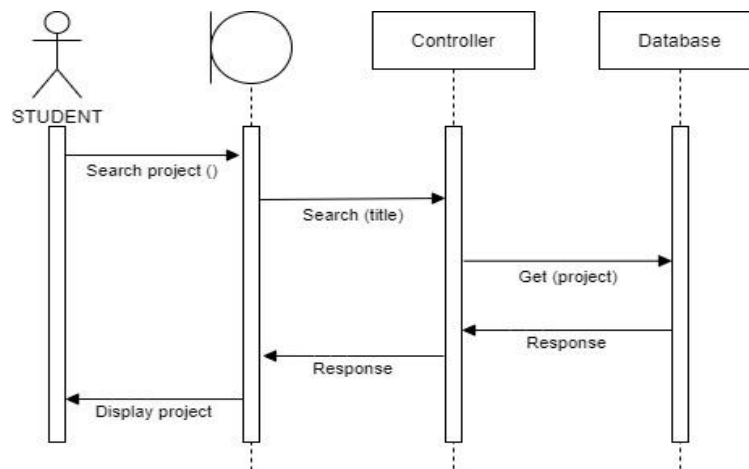 Controller
Database
STUDENT
Search project ()
Search (title)
Get (project)
Response
Response
Display project